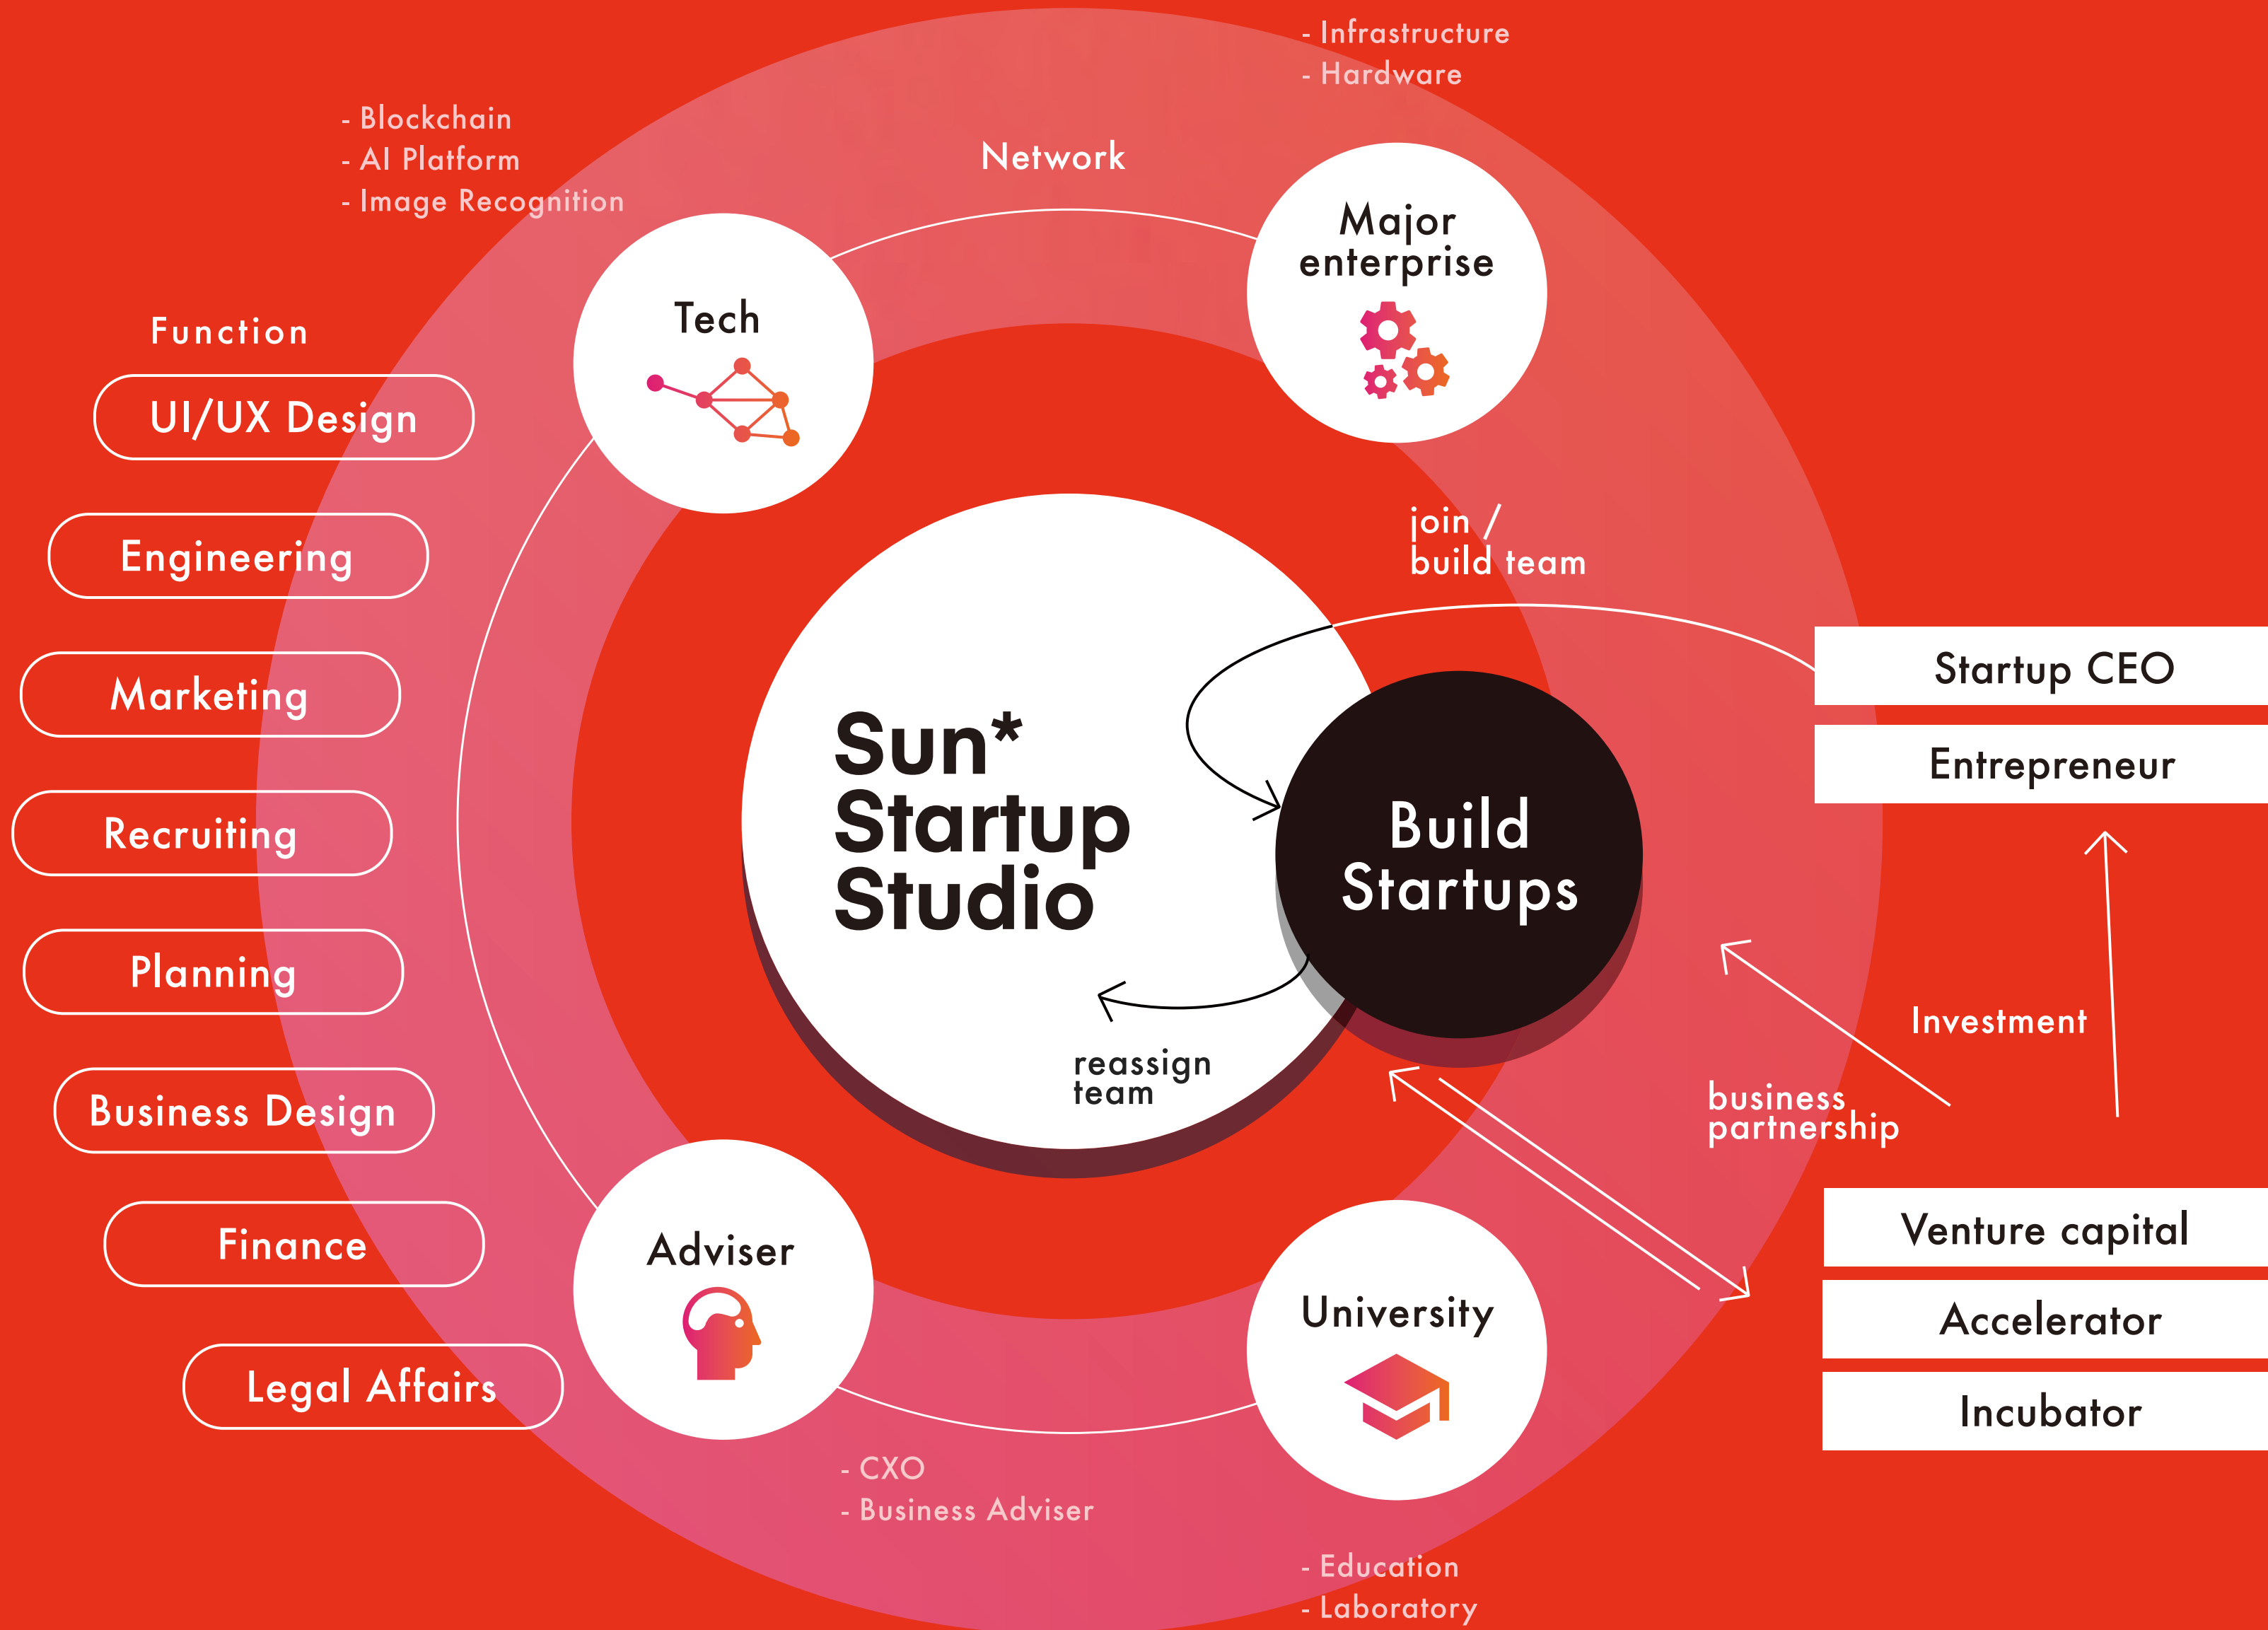 - Infrastructure
- Hardware
- Blockchain
- AI Platform
- Image Recognition
Network
Major
enterprise
Tech
Function
UI/UX Design
Engineering
Marketing
Recruiting
Planning
Business Design
Finance
Legal Affairs
join /
build team
Sun*
Startup
Studio
Build
Startups
reassign
team
Startup CEO
Entrepreneur
Investment
business
partnership
Venture capital
Accelerator
Incubator
Adviser
University
- CXO
- Business Adviser
- Education
- Laboratory